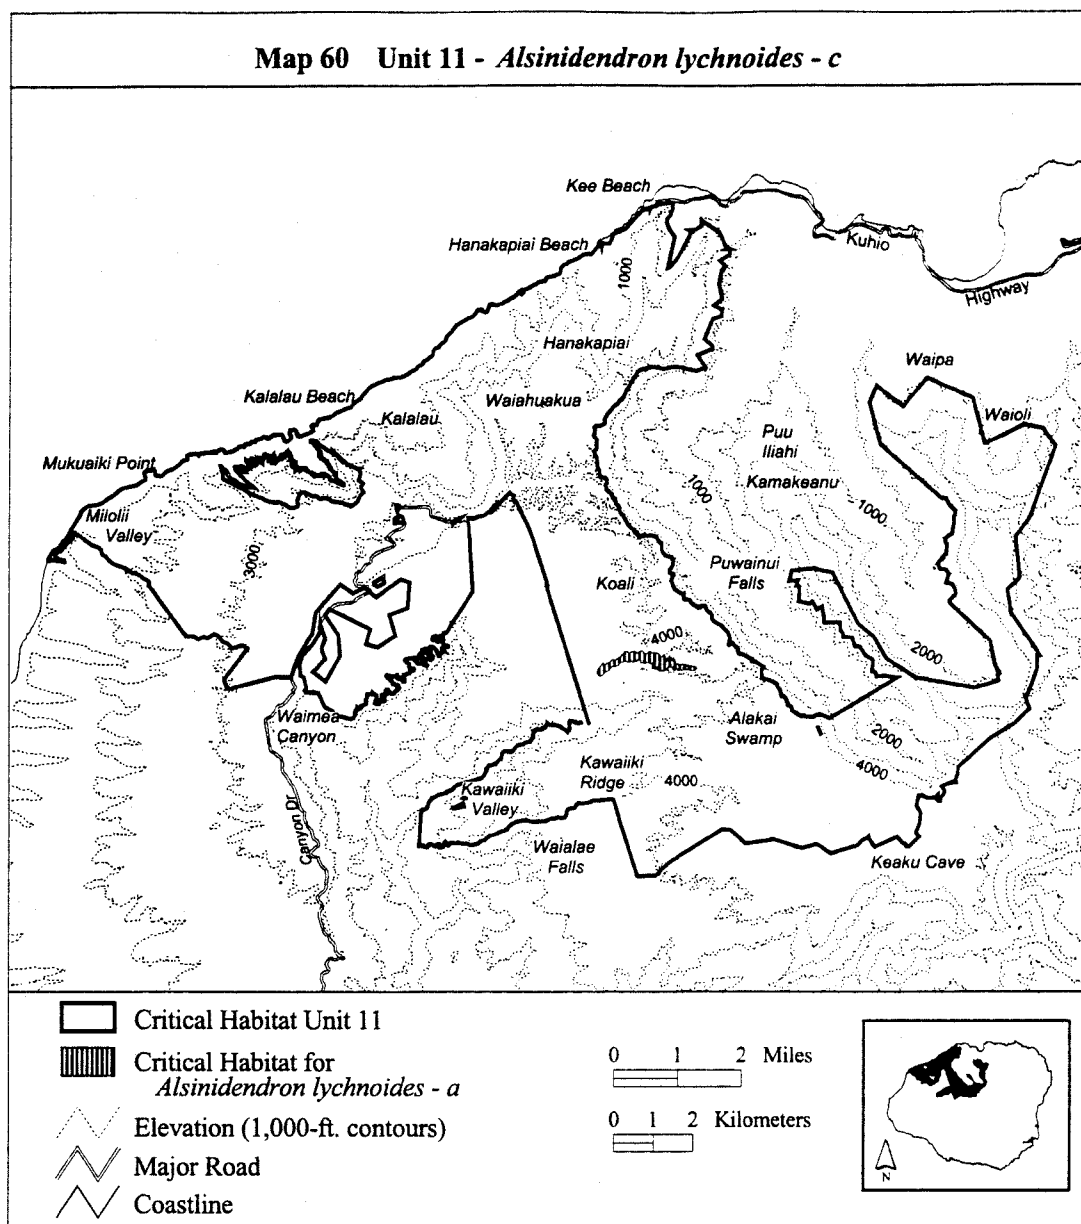 Map 60 Unit 11 - Alsinidendron lychnoides - c
Kee Beach
Hanakapiai Beach
Kuhio
Highway
1000
Hanakapiai
Waipa
Kalalau Beach
Kalalau
Waiahuakua
Waioli
Puu
Iliahi
Mukuaiki Point
Kamakeanu
1000
1000
Milolii
Valley
3000
Puwainui
Falls
Koali
4000
2000
Waimea
Canyon
Alakai
Swamp
2000
Kawaiiki
Ridge
4000
4000
Kawaiiki
Valley
Canyon Dr
Waialae
Falls
Keaku Cave
Critical Habitat Unit 11
Critical Habitat for
Alsinidendron lychnoides - a
Elevation (1,000-ft. contours)
Major Road
Coastline
0 1 2 Miles
0 1 2 Kilometers
N